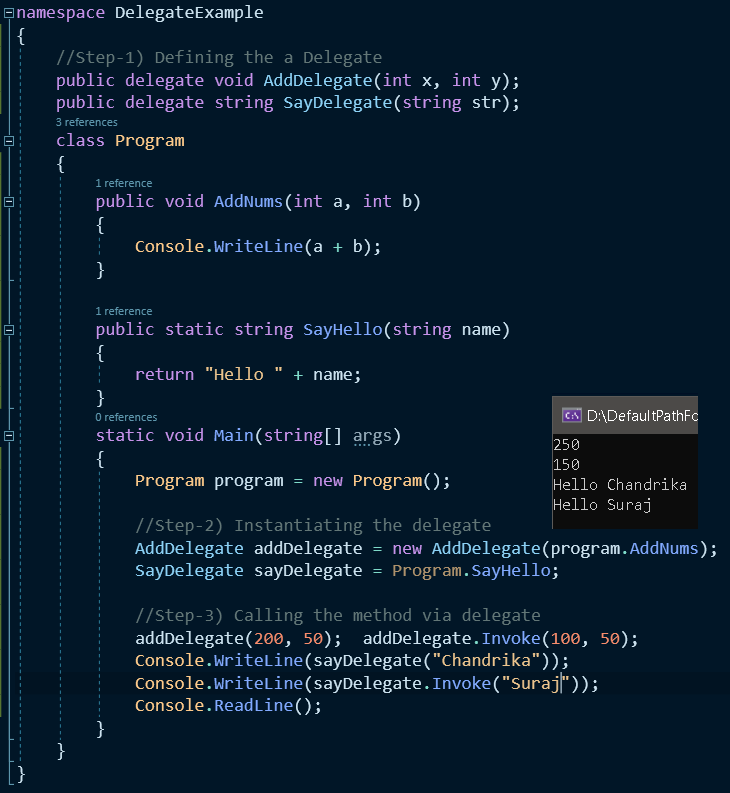 namespace DelegateExample
{
//Step-1) Defining the a Delegate
public delegate void AddDelegate(int x, int y);
public delegate string SayDelegate(string str);
3 references
class Program
{
1 reference
public void AddNums(int a, int b)
{
Console.WriteLine(a + b);
}
1 reference
public static string SayHello(string name)
{
return "Hello " + name;
}
0 references
static void Main(string[] args)
{
Program program = new Program();
//Step-2) Instantiating the delegate
AddDelegate addDelegate = new AddDelegate(program.AddNums);
SayDelegate sayDelegate = Program.SayHello;
//Step-3) Calling the method via delegate
addDelegate(200, 50);  addDelegate.Invoke(100, 50);
Console.WriteLine(sayDelegate("Chandrika"));
Console.WriteLine(sayDelegate.Invoke("Suraj"));
Console.ReadLine();
}
}
}
C:\ D:\DefaultPathFo
250
150
Hello Chandrika
Hello Suraj